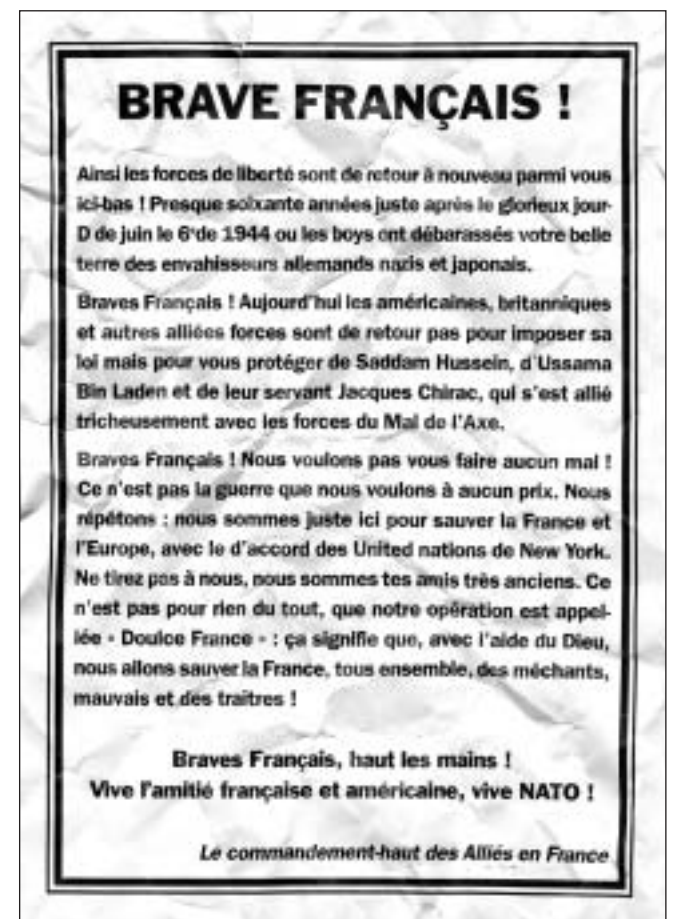 BRAVE FRANÇAIS !
Ainsi les forces de liberté sont de retour à nouveau parmi vous
ici-bas ! Presque soixante années juste après le glorieux jour-
D de juin le 6'de 1944 ou les boys ont débarassés votre belle
terre des envahisseurs allemands nazis et japonais.
Braves Français ! Aujourd'hui les américaines, britanniques
et autres alliées forces sont de retour pas pour imposer sa
loi mais pour vous protéger de Saddam Hussein, d'Ussama
Bin Laden et de leur servant Jacques Chirac, qui s'est allié
tricheusement avec les forces du Mal de l'Axe.
Braves Français ! Nous voulons pas vous faire aucun mal !
Ce n'est pas la guerre que nous voulons à aucun prix. Nous
répétons : nous sommes juste ici pour sauver la France et
l'Europe, avec le d'accord des United nations de New York.
Ne tirez pas à nous, nous sommes tes amis très anciens. Ce
n'est pas pour rien du tout, que notre opération est appel-
lée « Doulce France » : ça signifie que, avec l'aide du Dieu,
nous allons sauver la France, tous ensemble, des méchants,
mauvais et des traîtres !
Braves Français, haut les mains !
Vive l'amitié française et américaine, vive NATO !
Le commandement-haut des Alliés en France